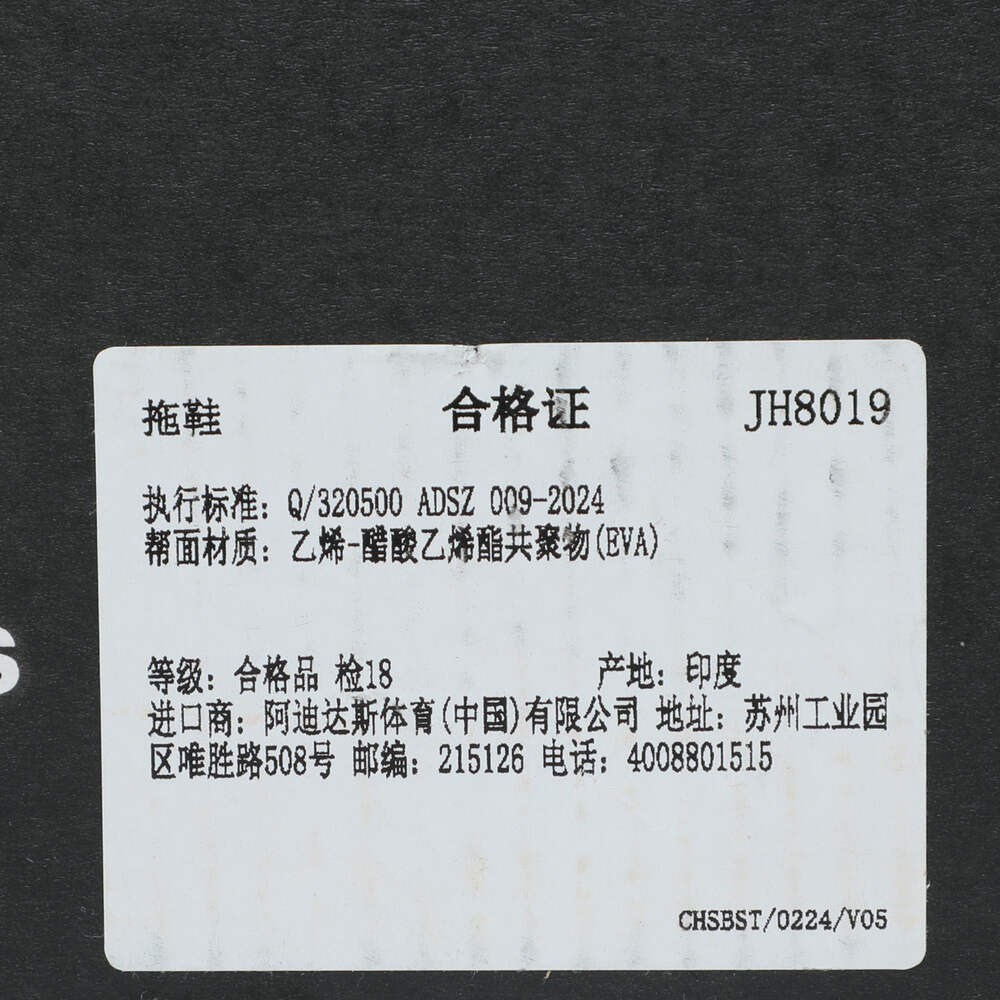 拖鞋 合格证 JH8019
执行标准: Q/320500 ADSZ 009-2024
帮面材质: 乙烯-醋酸乙烯酯共聚物(EVA)
等级: 合格品 检18 产地: 印度
进口商: 阿迪达斯体育(中国)有限公司 地址: 苏州工业园
区唯胜路508号 邮编: 215126 电话: 4008801515
CHSBST/0224/V05
s